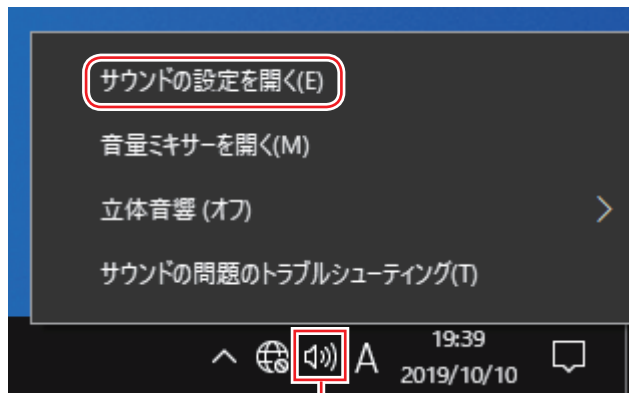 サウンドの設定を開く(E)
音量ミキサーを開く(M)
立体音響 (オフ)
サウンドの問題のトラブルシューティング(T)
A
19:39
2019/10/10